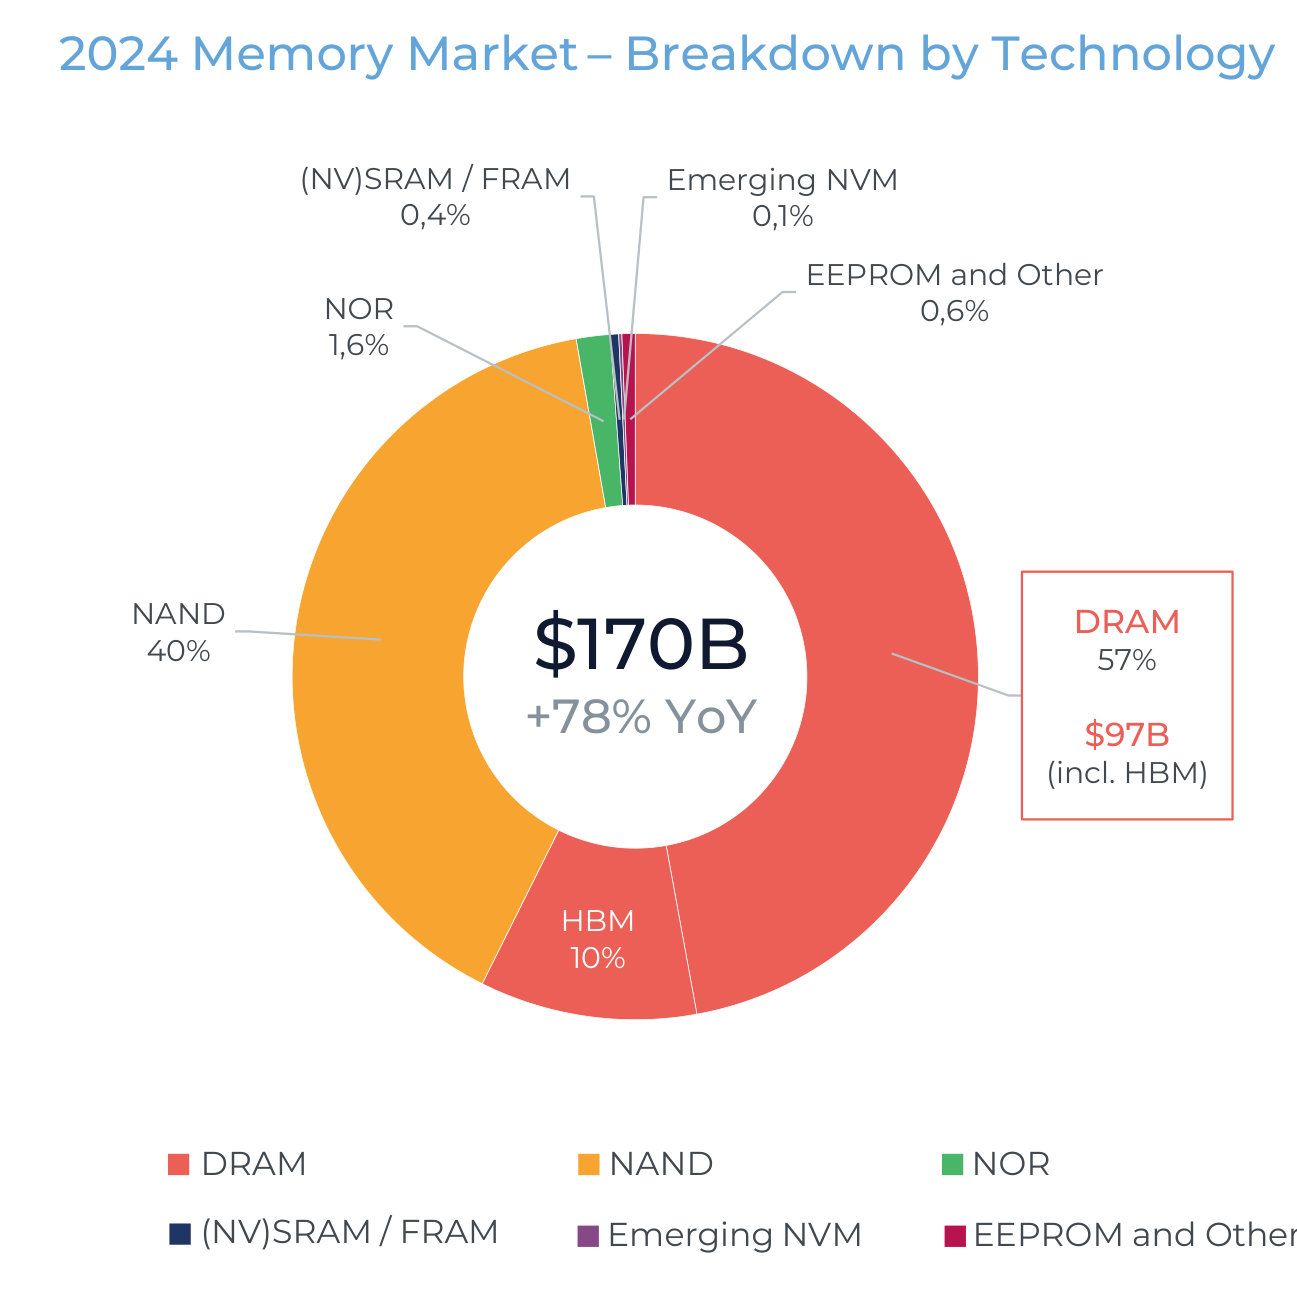 2024 Memory Market – Breakdown by Technology
(NV)SRAM / FRAM
0,4%
Emerging NVM
0,1%
EEPROM and Other
0,6%
NOR
1,6%
NAND
40%
$170B
+78% YoY
DRAM
57%
$97B
(incl. HBM)
HBM
10%
DRAM
NAND
NOR
(NV)SRAM / FRAM
Emerging NVM
EEPROM and Other